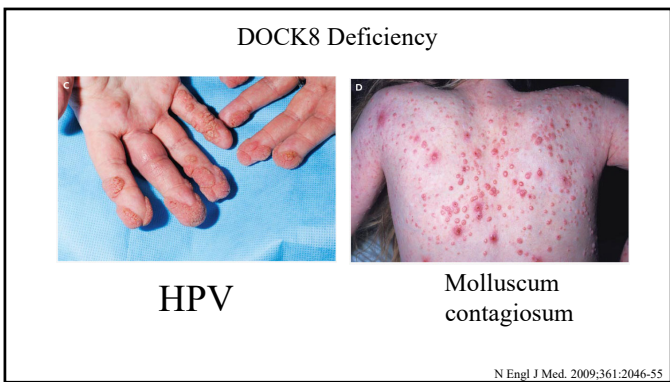 DOCK8 Deficiency
C
D
HPV
Molluscum
contagiosum
N Engl J Med. 2009;361:2046-55